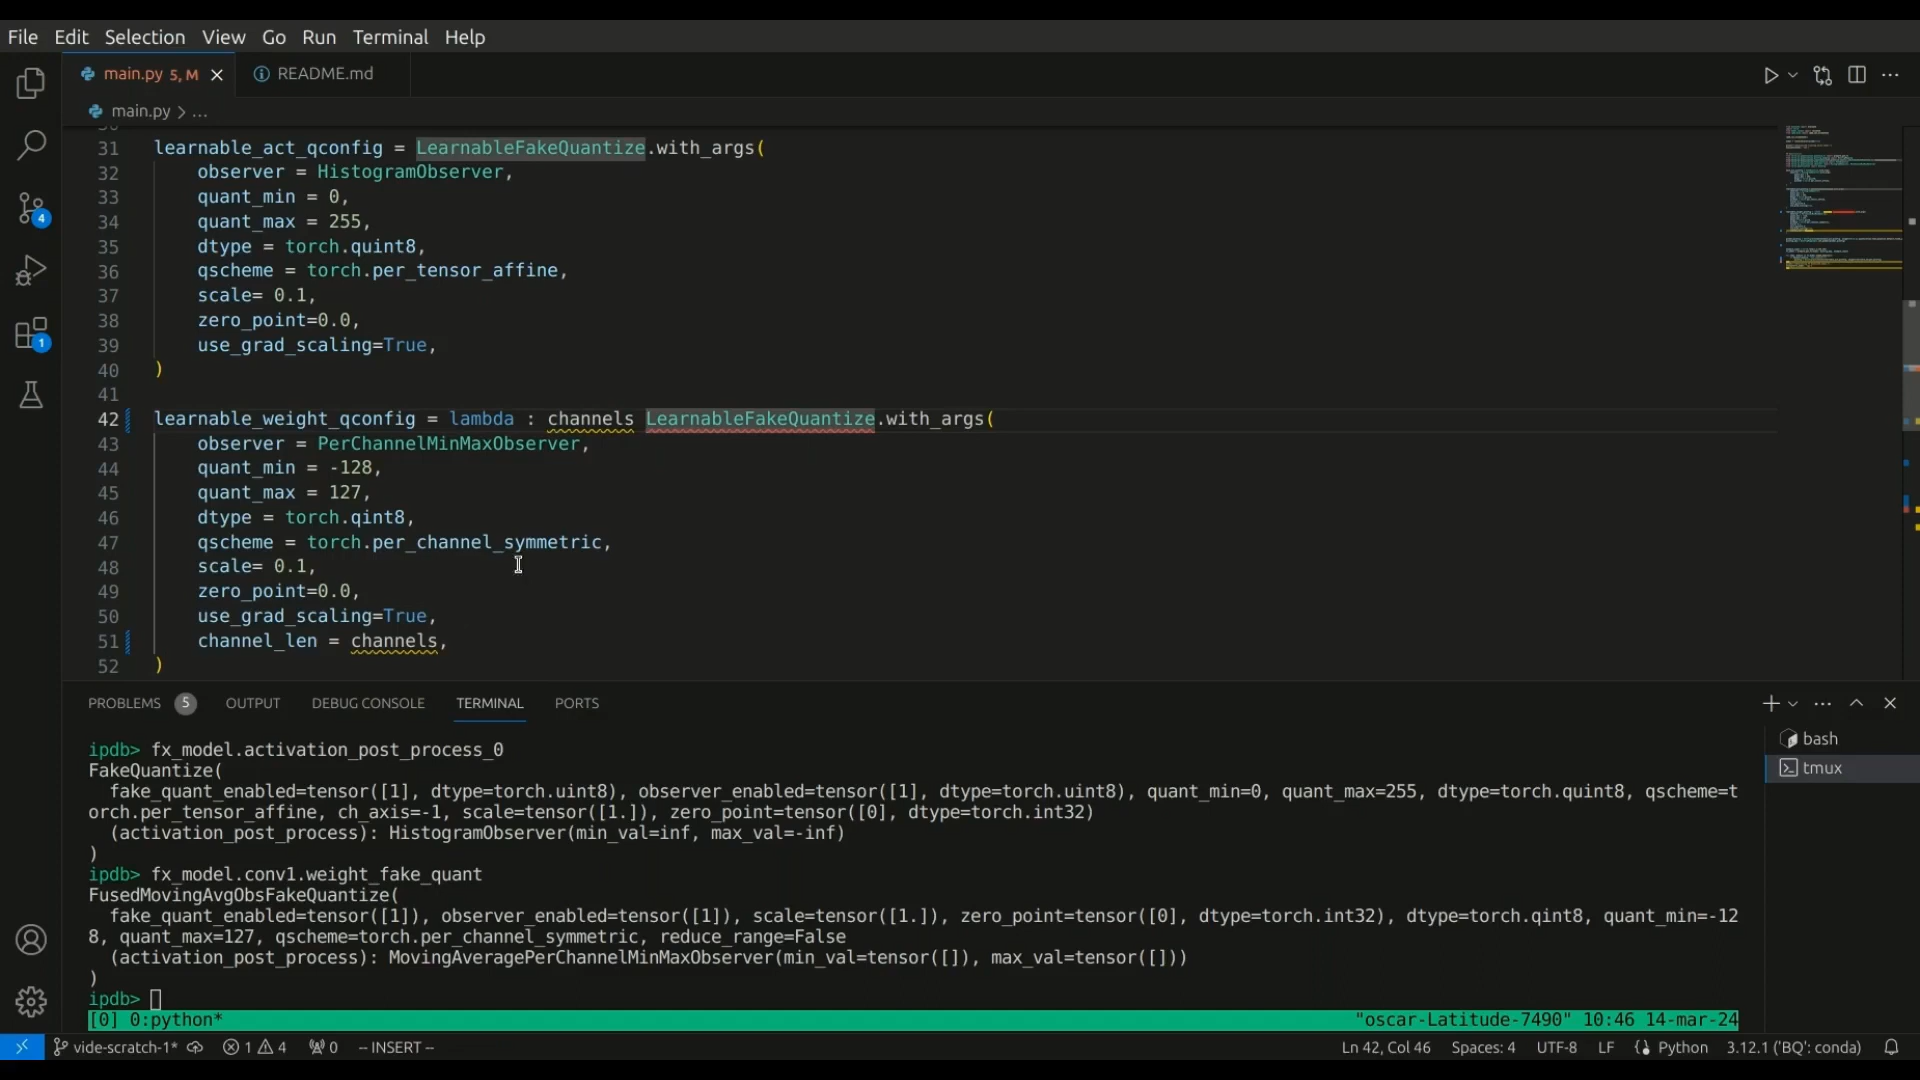 File Edit Selection View Go Run Terminal Help
main.py 5, M README.md
main.py > ...
31 learnable_act_qconfig = LearnableFakeQuantize.with_args(
32 observer = HistogramObserver,
33 quant_min = 0,
34 quant_max = 255,
35 dtype = torch.quint8,
36 qscheme = torch.per_tensor_affine,
37 scale= 0.1,
38 zero_point=0.0,
39 use_grad_scaling=True,
40 )
41
42 learnable_weight_qconfig = lambda : channels LearnableFakeQuantize.with_args(
43 observer = PerChannelMinMaxObserver,
44 quant_min = -128,
45 quant_max = 127,
46 dtype = torch.qint8,
47 qscheme = torch.per_channel_symmetric,
48 scale= 0.1,
49 zero_point=0.0,
50 use_grad_scaling=True,
51 channel_len = channels,
52 )
4
1
PROBLEMS 5 OUTPUT DEBUG CONSOLE TERMINAL PORTS
bash
tmux
ipdb> fx_model.activation_post_process_0
FakeQuantize(
fake_quant_enabled=tensor([1], dtype=torch.uint8), observer_enabled=tensor([1], dtype=torch.uint8), quant_min=0, quant_max=255, dtype=torch.quint8, qscheme=t
orch.per_tensor_affine, ch_axis=-1, scale=tensor([1.]), zero_point=tensor([0], dtype=torch.int32)
(activation_post_process): HistogramObserver(min_val=inf, max_val=-inf)
)
ipdb> fx_model.conv1.weight_fake_quant
FusedMovingAvgObsFakeQuantize(
fake_quant_enabled=tensor([1]), observer_enabled=tensor([1]), scale=tensor([1.]), zero_point=tensor([0], dtype=torch.int32), dtype=torch.qint8, quant_min=-12
8, quant_max=127, qscheme=torch.per_channel_symmetric, reduce_range=False
(activation_post_process): MovingAveragePerChannelMinMaxObserver(min_val=tensor([]), max_val=tensor([]))
)
ipdb>
[0] 0:python* "oscar-Latitude-7490" 10:46 14-mar-24
vide-scratch-1* 1 4 0 -- INSERT -- Ln 42, Col 46 Spaces: 4 UTF-8 LF Python 3.12.1 ('BQ': conda)